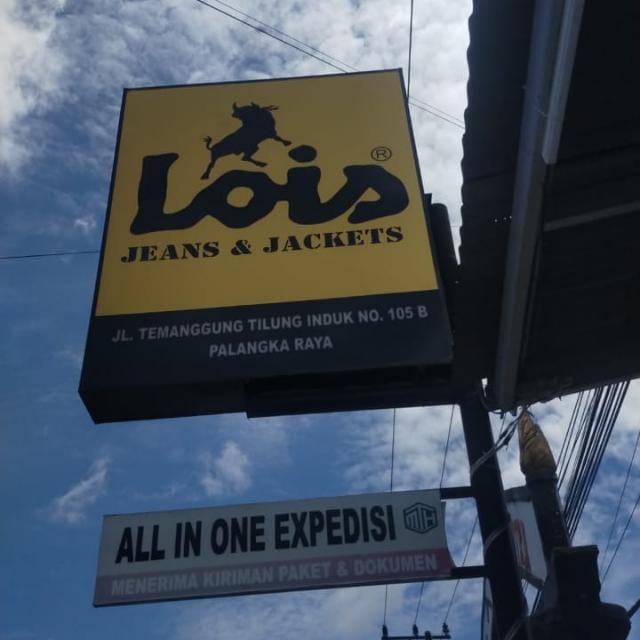 Lois®
JEANS & JACKETS
JL. TEMANGGUNG TILUNG INDUK NO. 105 B
PALANGKA RAYA
ALL IN ONE EXPEDISI
MENERIMA KIRIMAN PAKET & DOKUMEN